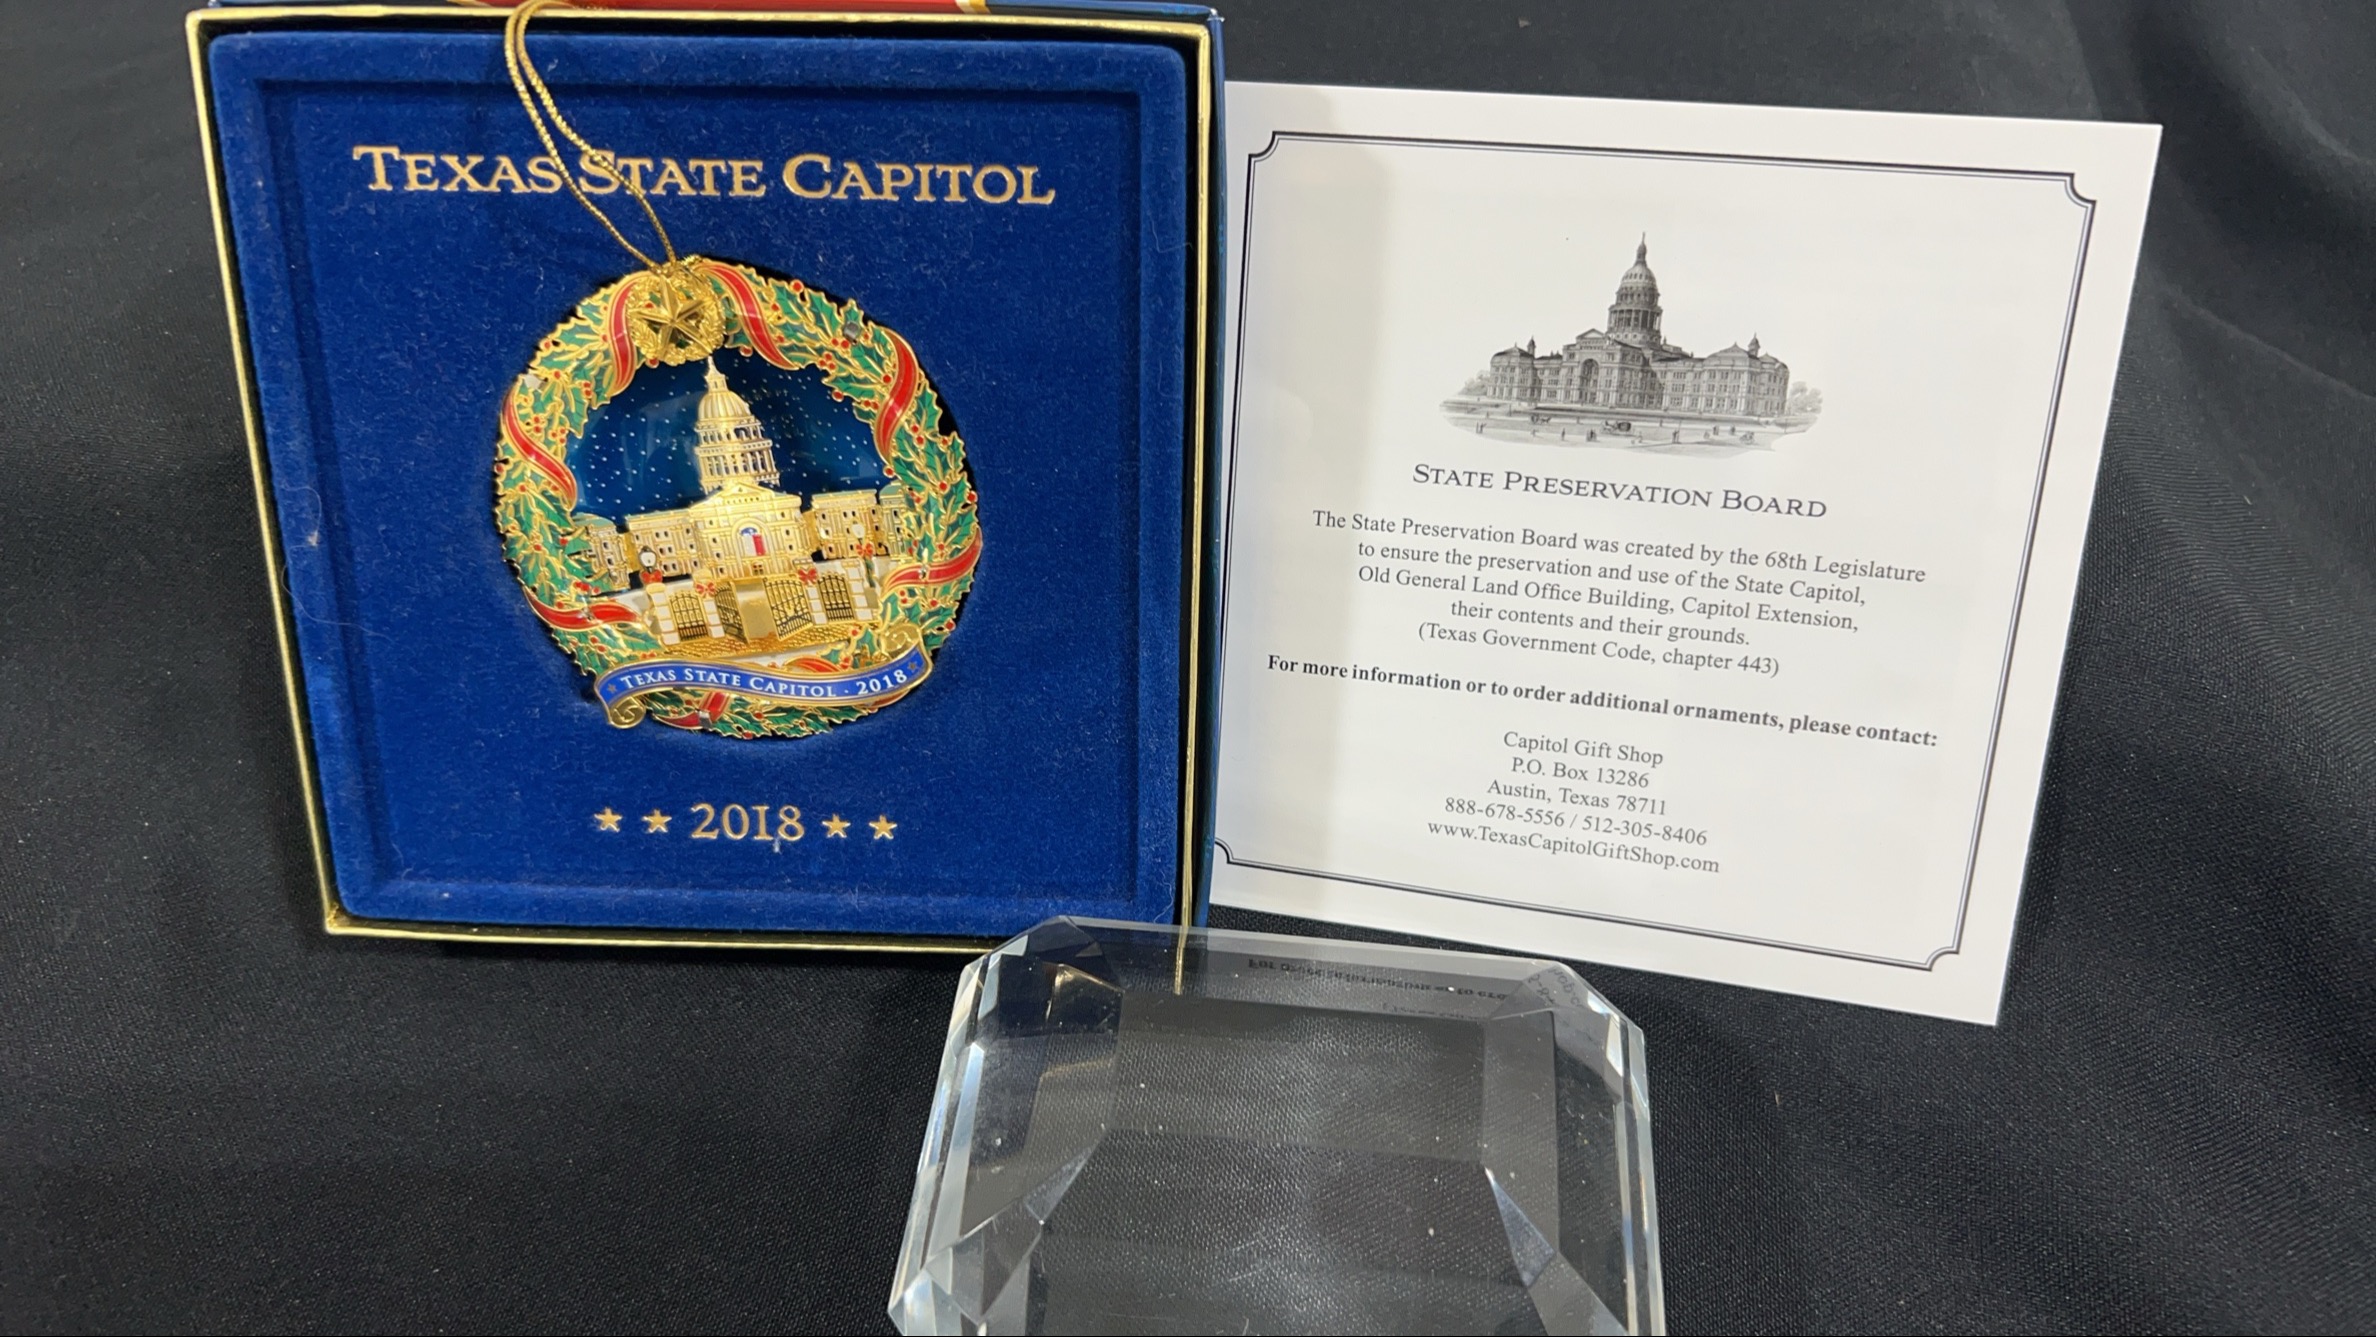 TEXAS STATE CAPITOL
TEXAS STATE CAPITOL · 2018
★ ★ 2018 ★ ★
STATE PRESERVATION BOARD
The State Preservation Board was created by the 68th Legislature
to ensure the preservation and use of the State Capitol,
Old General Land Office Building, Capitol Extension,
their contents and their grounds.
(Texas Government Code, chapter 443)
For more information or to order additional ornaments, please contact:
Capitol Gift Shop
P.O. Box 13286
Austin, Texas 78711
888-678-5556 / 512-305-8406
www.TexasCapitolGiftShop.com